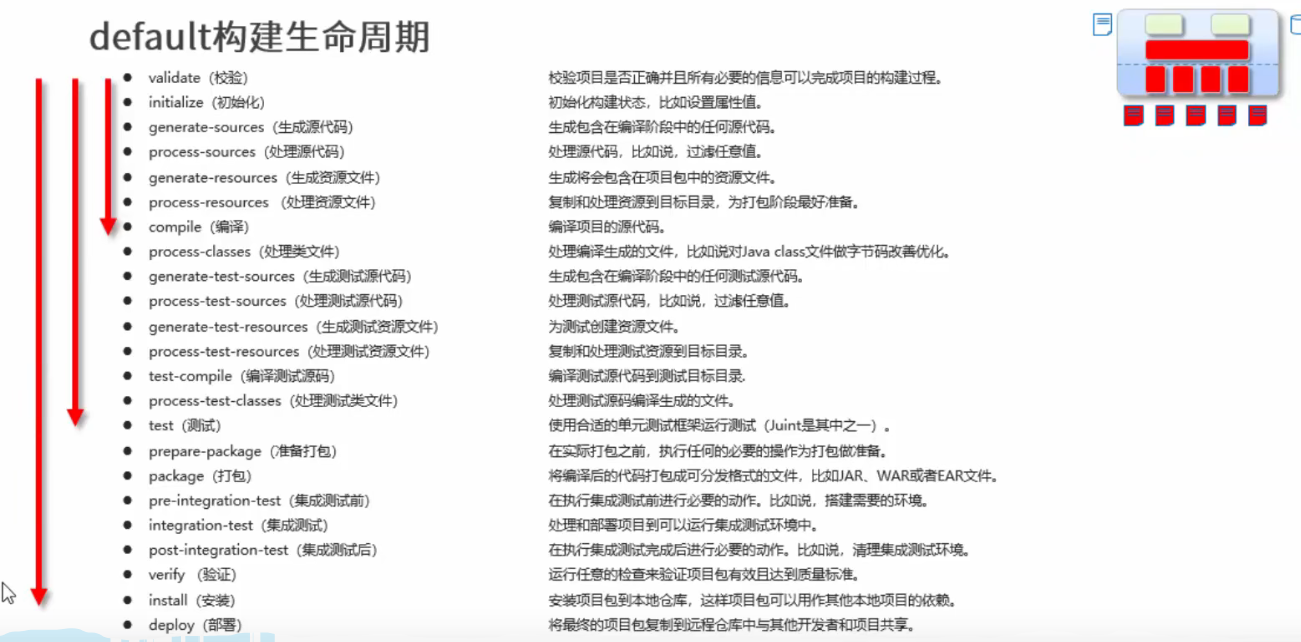 default构建生命周期
● validate（校验） 校验项目是否正确并且所有必要的信息可以完成项目的构建过程。
● initialize（初始化） 初始化构建状态，比如设置属性值。
● generate-sources（生成源代码） 生成包含在编译阶段中的任何源代码。
● process-sources（处理源代码） 处理源代码，比如说，过滤任意值。
● generate-resources（生成资源文件） 生成将会包含在项目包中的资源文件。
● process-resources （处理资源文件） 复制和处理资源到目标目录，为打包阶段最好准备。
● compile（编译） 编译项目的源代码。
● process-classes（处理类文件） 处理编译生成的文件，比如说对Java class文件做字节码改善优化。
● generate-test-sources（生成测试源代码） 生成包含在编译阶段中的任何测试源代码。
● process-test-sources（处理测试源代码） 处理测试源代码，比如说，过滤任意值。
● generate-test-resources（生成测试资源文件） 为测试创建资源文件。
● process-test-resources（处理测试资源文件） 复制和处理测试资源到目标目录。
● test-compile（编译测试源码） 编译测试源代码到测试目标目录.
● process-test-classes（处理测试类文件） 处理测试源码编译生成的文件。
● test（测试） 使用合适的单元测试框架运行测试（Juint是其中之一）。
● prepare-package（准备打包） 在实际打包之前，执行任何的必要的操作为打包做准备。
● package（打包） 将编译后的代码打包成可分发格式的文件，比如JAR、WAR或者EAR文件。
● pre-integration-test（集成测试前） 在执行集成测试前进行必要的动作。比如说，搭建需要的环境。
● integration-test（集成测试） 处理和部署项目到可以运行集成测试环境中。
● post-integration-test（集成测试后） 在执行集成测试完成后进行必要的动作。比如说，清理集成测试环境。
● verify （验证） 运行任意的检查来验证项目包有效且达到质量标准。
● install（安装） 安装项目包到本地仓库，这样项目包可以用作其他本地项目的依赖。
● deploy（部署） 将最终的项目包复制到远程仓库中与其他开发者和项目共享。